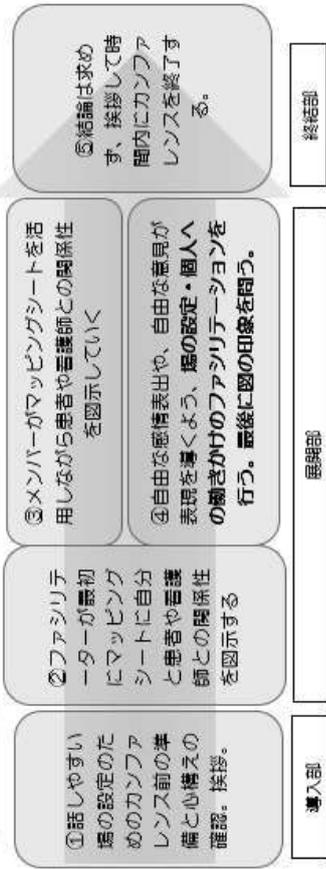 ①話しやすい
場の設定のた
めのカンファ
レンス前の準
備と心構えの
確認。挨拶。
②ファシリテ
ーターが最初
にマッピング
シートに自分
と患者や看護
師との関係性
を図示する
③メンバーがマッピングシートを活
用しながら患者や看護師との関係性
を図示していく
④自由な感情表出や、自由な意見が
表現を導くよう、場の設定・個人へ
の働きかけのファシリテーションを
行う。最後に図の印象を問う。
⑤結論は求め
ず、挨拶して時
間内にカンファ
レンスを終了す
る。
導入部
展開部
終結部